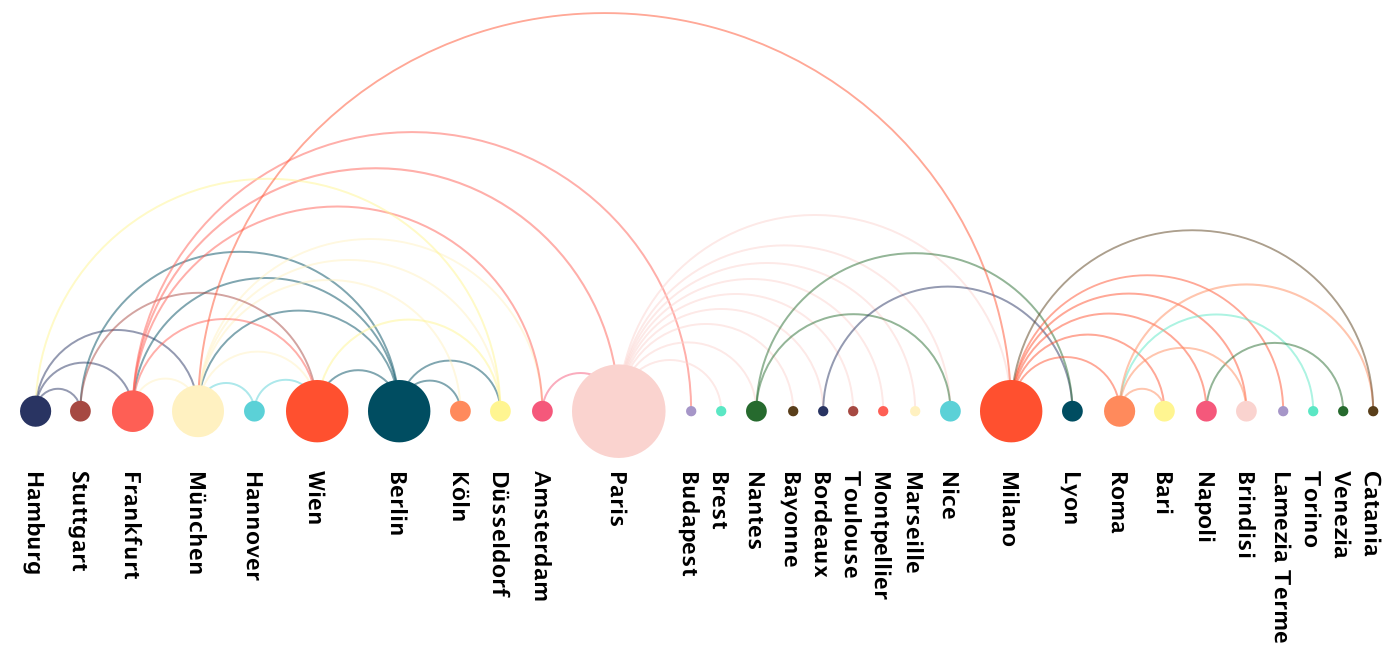 Hamburg
Stuttgart
Frankfurt
München
Hannover
Wien
Berlin
Köln
Düsseldorf
Amsterdam
Paris
Budapest
Brest
Nantes
Bayonne
Bordeaux
Toulouse
Montpellier
Marseille
Nice
Milano
Lyon
Roma
Bari
Napoli
Brindisi
Lamezia Terme
Torino
Venezia
Catania